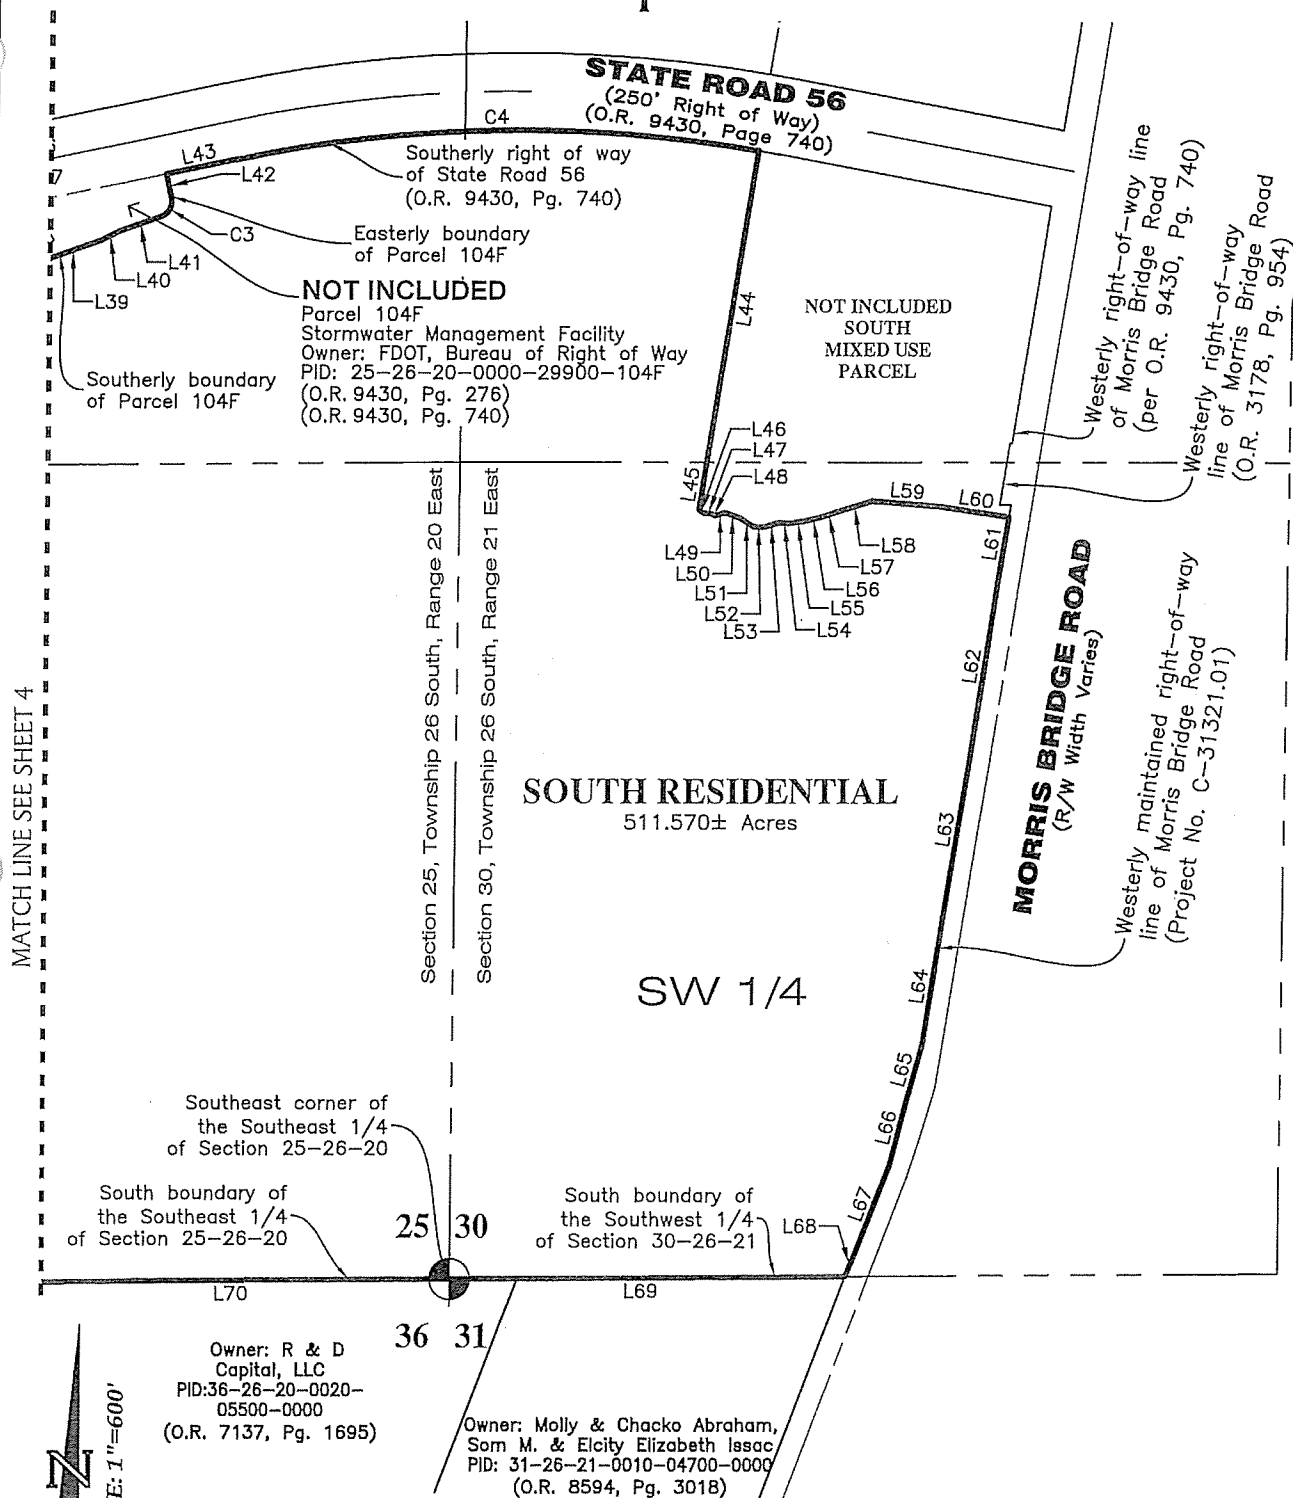 STATE ROAD 56
(250' Right of Way)
(O.R. 9430, Page 740)
C4
L43
L42
7
Southerly right of way
of State Road 56
(O.R. 9430, Pg. 740)
C3
L41
L40
L39
Easterly boundary
of Parcel 104F
NOT INCLUDED
Parcel 104F
Stormwater Management Facility
Owner: FDOT, Bureau of Right of Way
PID: 25-26-20-0000-29900-104F
(O.R. 9430, Pg. 276)
(O.R. 9430, Pg. 740)
Southerly boundary
of Parcel 104F
L44
NOT INCLUDED
SOUTH
MIXED USE
PARCEL
Westerly right-of-way line
of Morris Bridge Road
(per O.R. 9430, Pg. 740)
Westerly right-of-way
line of Morris Bridge Road
(O.R. 3178, Pg. 954)
L45
L46
L47
L48
L49
L50
L51
L52
L53
L54
L55
L56
L57
L58
L59
L60
L61
L62
L63
L64
L65
L66
L67
L68
Section 25, Township 26 South, Range 20 East
Section 30, Township 26 South, Range 21 East
MORRIS BRIDGE ROAD
(R/W Width Varies)
Westerly maintained right-of-way
line of Morris Bridge Road
(Project No. C-31321.01)
MATCH LINE SEE SHEET 4
SOUTH RESIDENTIAL
511.570± Acres
SW 1/4
Southeast corner of
the Southeast 1/4
of Section 25-26-20
South boundary of
the Southeast 1/4
of Section 25-26-20
South boundary of
the Southwest 1/4
of Section 30-26-21
25 30
36 31
L70
L69
Owner: R & D
Capital, LLC
PID:36-26-20-0020-
05500-0000
(O.R. 7137, Pg. 1695)
Owner: Molly & Chacko Abraham,
Som M. & Elcity Elizabeth Issac
PID: 31-26-21-0010-04700-0000
(O.R. 8594, Pg. 3018)
N
E: 1"=600'